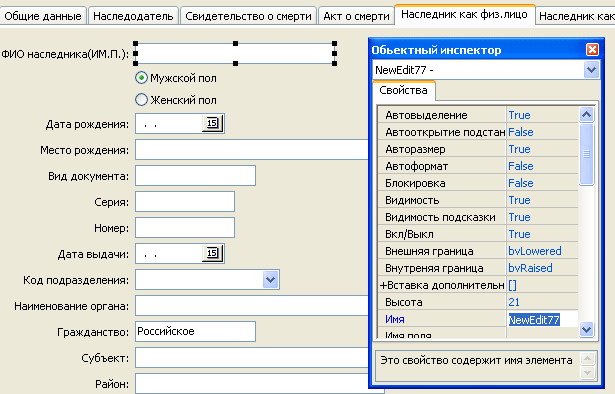 Общие данные Наследодатель Свидетельство о смерти Акт о смерти Наследник как физ.лицо Наследник как
ФИО наследника(ИМ.П.):
Мужской пол
Женский пол
Дата рождения: . . 15
Место рождения:
Вид документа:
Серия:
Номер:
Дата выдачи: . . 15
Код подразделения:
Наименование органа:
Гражданство: Российское
Субъект:
Район:
Объектный инспектор
NewEdit77 -
Свойства
Автовыделение True
Автооткрытие подстан False
Авторазмер True
Автоформат False
Блокировка False
Видимость True
Видимость подсказки True
Вкл/Выкл True
Внешняя граница bvLowered
Внутреняя граница bvRaised
+Вставка дополнительн []
Высота 21
Имя NewEdit77
Имя поля
Это свойство содержит имя элемента